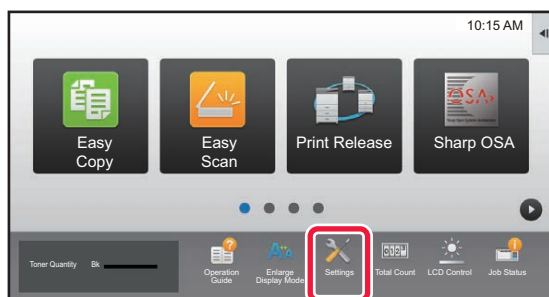 10:15 AM
OSA
Easy
Copy
Easy
Scan
Print Release
Sharp OSA
Toner Quantity
Bk
Operation
Guide
Enlarge
Display Mode
Settings
Total Count
LCD Control
Job Status